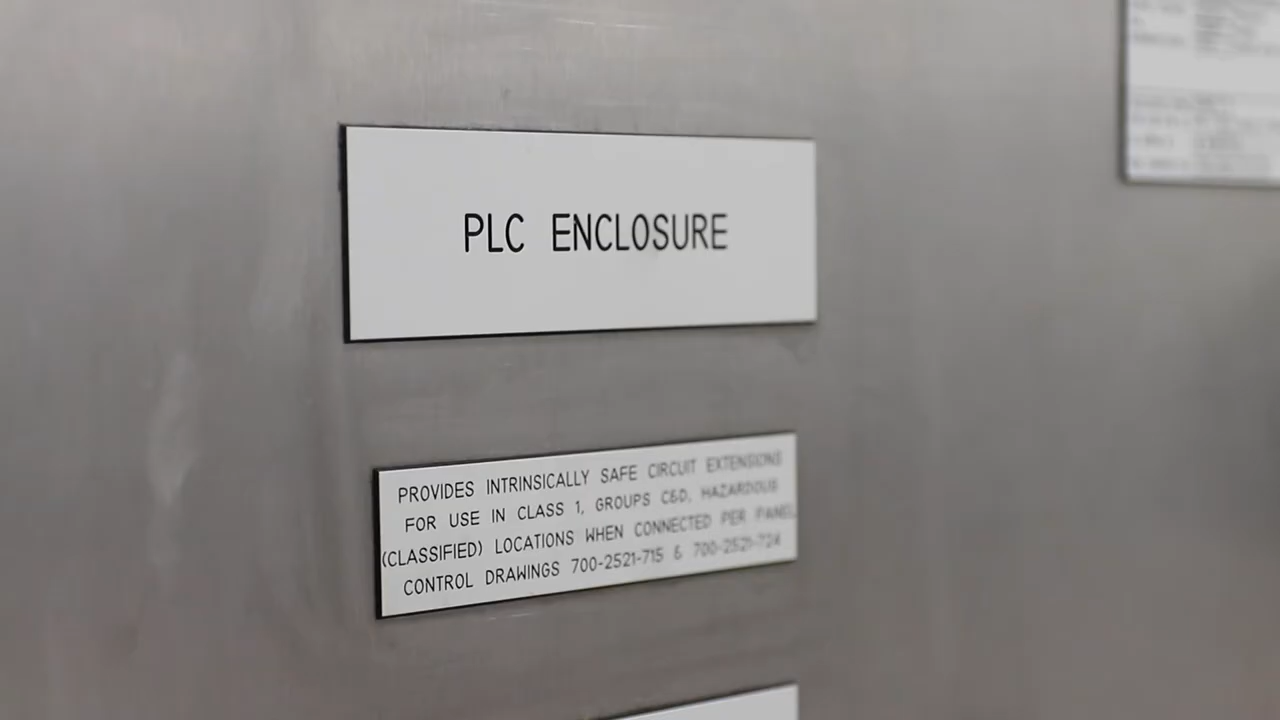 PLC ENCLOSURE
PROVIDES INTRINSICALLY SAFE CIRCUIT EXTENSIONS
FOR USE IN CLASS 1, GROUPS C&D, HAZARDOUS
(CLASSIFIED) LOCATIONS WHEN CONNECTED PER PANEL
CONTROL DRAWINGS 700-2521-715 & 700-2521-724